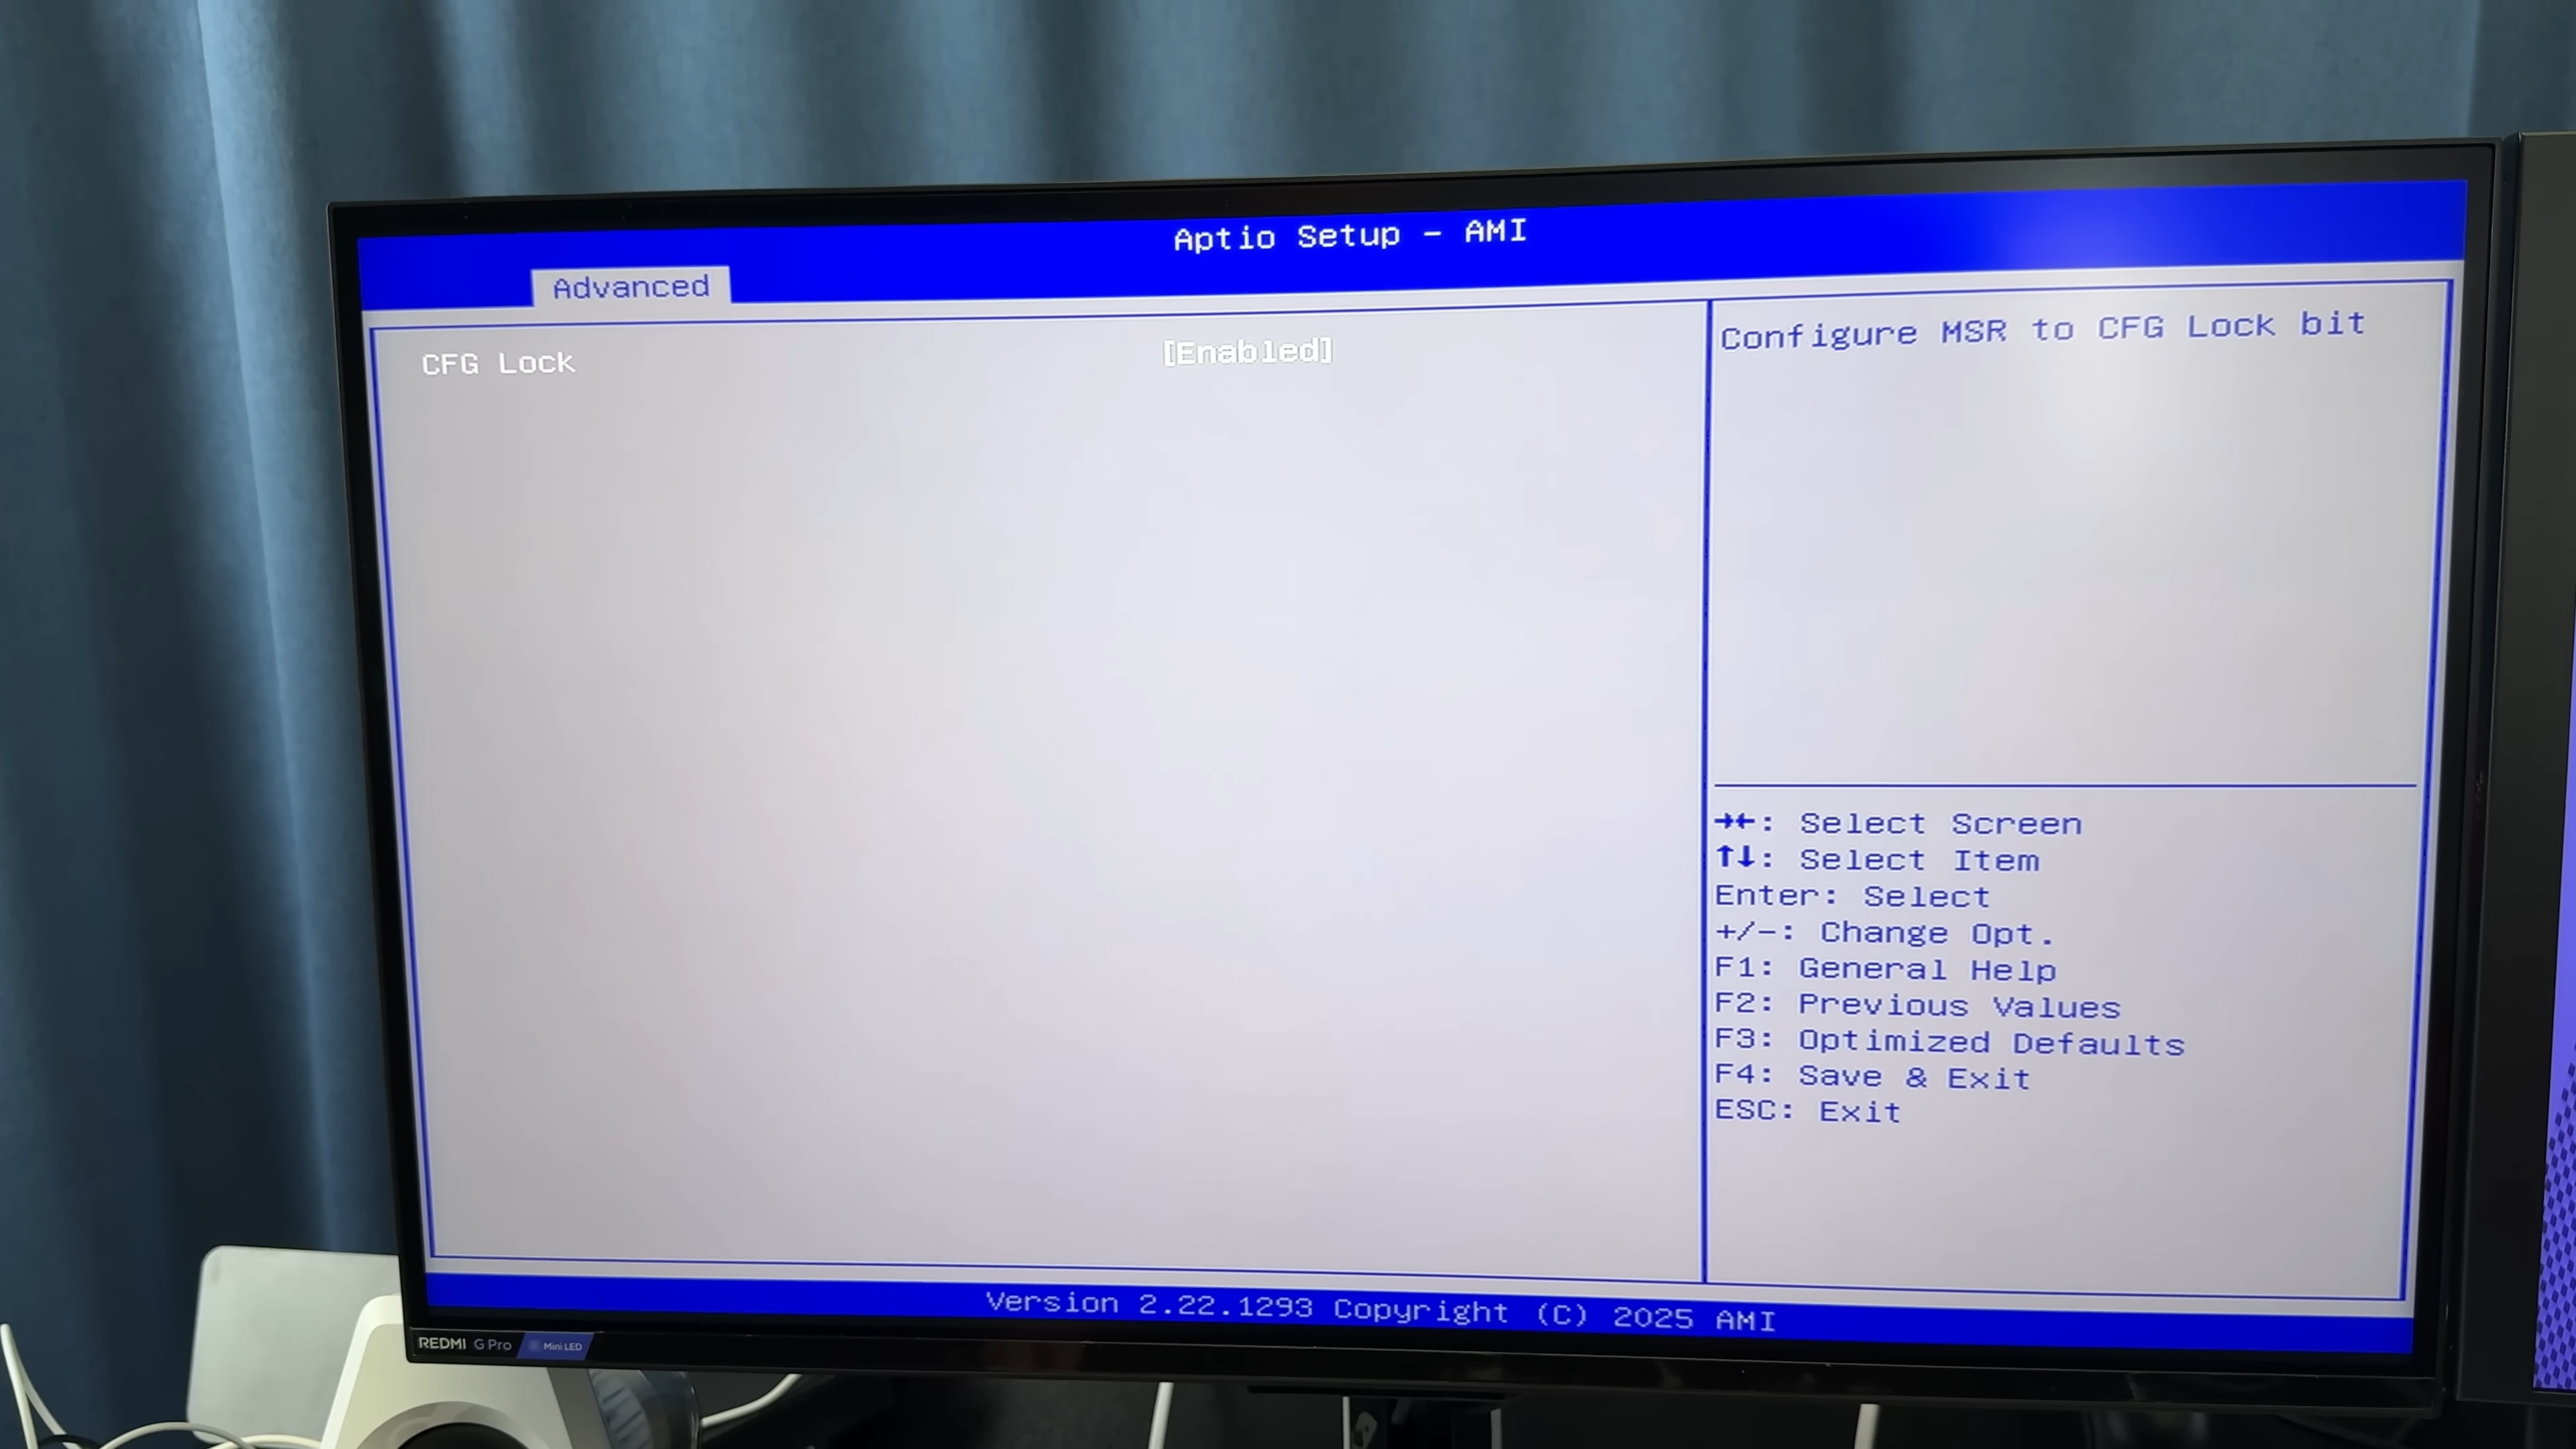 Aptio Setup - AMI
Advanced
CFG Lock [Enabled]
Configure MSR to CFG Lock bit
→←: Select Screen
↑↓: Select Item
Enter: Select
+/-: Change Opt.
F1: General Help
F2: Previous Values
F3: Optimized Defaults
F4: Save & Exit
ESC: Exit
Version 2.22.1293 Copyright (C) 2025 AMI
REDMI G Pro Mini LED